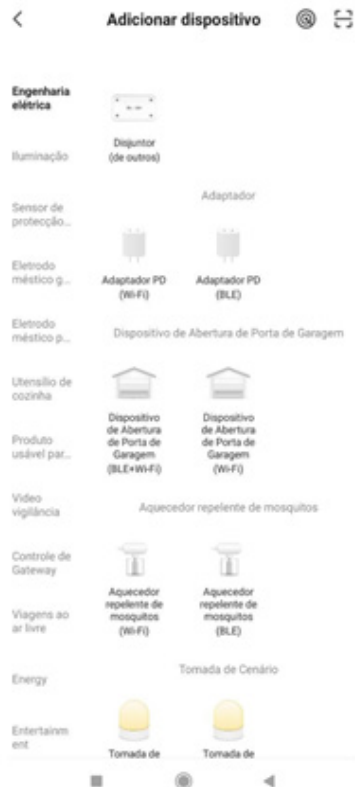 Adicionar dispositivo
Engenharia
elétrica
Iluminação
Sensor de
protecção...
Eletrodo
méstico g...
Eletrodo
méstico p...
Utensílio de
cozinha
Produto
usável par...
Vídeo
vigilância
Controle de
Gateway
Viagens ao
ar livre
Energy
Entertainm
ent
Disjuntor
(de outros)
Adaptador
Adaptador PD
(Wi-Fi)
Adaptador PD
(BLE)
Dispositivo de Abertura de Porta de Garagem
Dispositivo
de Abertura
de Porta de
Garagem
(BLE+Wi-Fi)
Dispositivo
de Abertura
de Porta de
Garagem
(Wi-Fi)
Aquecedor repelente de mosquitos
Aquecedor
repelente de
mosquitos
(Wi-Fi)
Aquecedor
repelente de
mosquitos
(BLE)
Tomada de Cenário
Tomada de
Tomada de